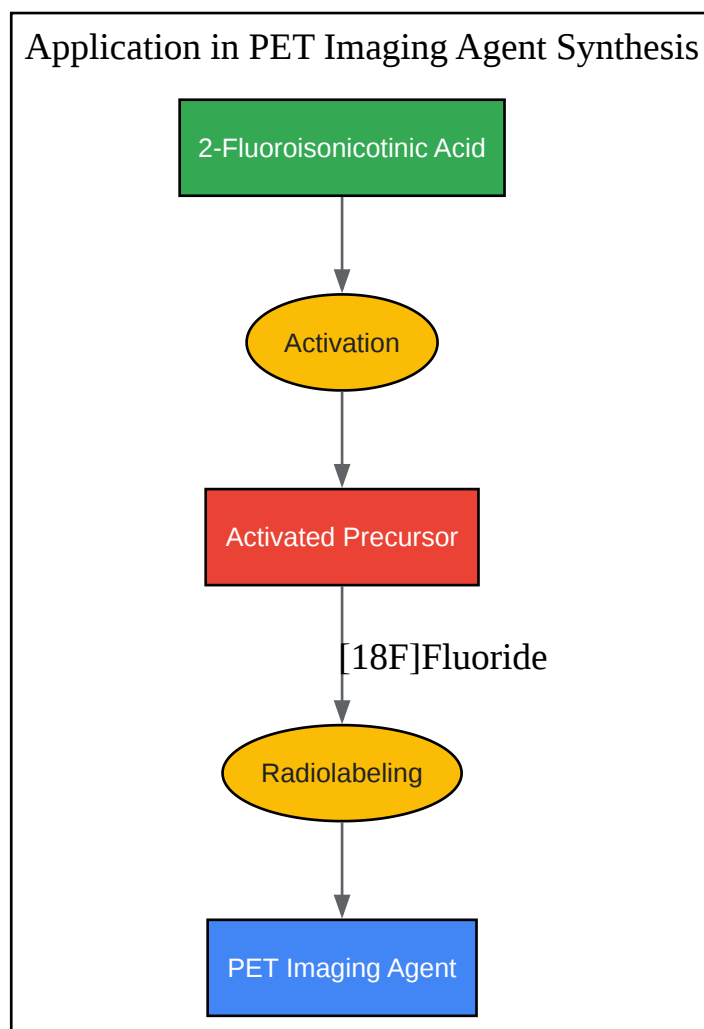 Application in PET Imaging Agent Synthesis
2-Fluoroisonicotinic Acid
Activation
Activated Precursor
[18F]Fluoride
Radiolabeling
PET Imaging Agent